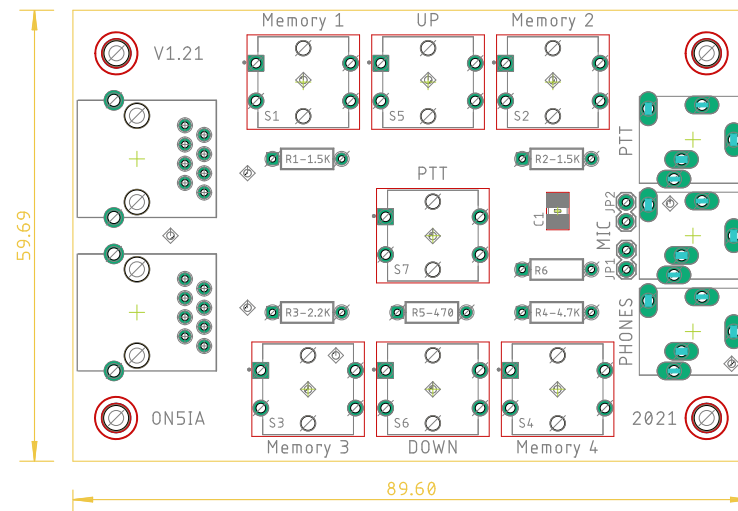 Memory 1
UP
Memory 2
V1.21
S1
S5
S2
PTT
R1-1.5K
R2-1.5K
PTT
JP2
C1
MIC
59.69
S7
R6
JP1
R3-2.2K
R5-470
R4-4.7K
PHONES
ON5IA
S3
S6
S4
2021
Memory 3
DOWN
Memory 4
89.60